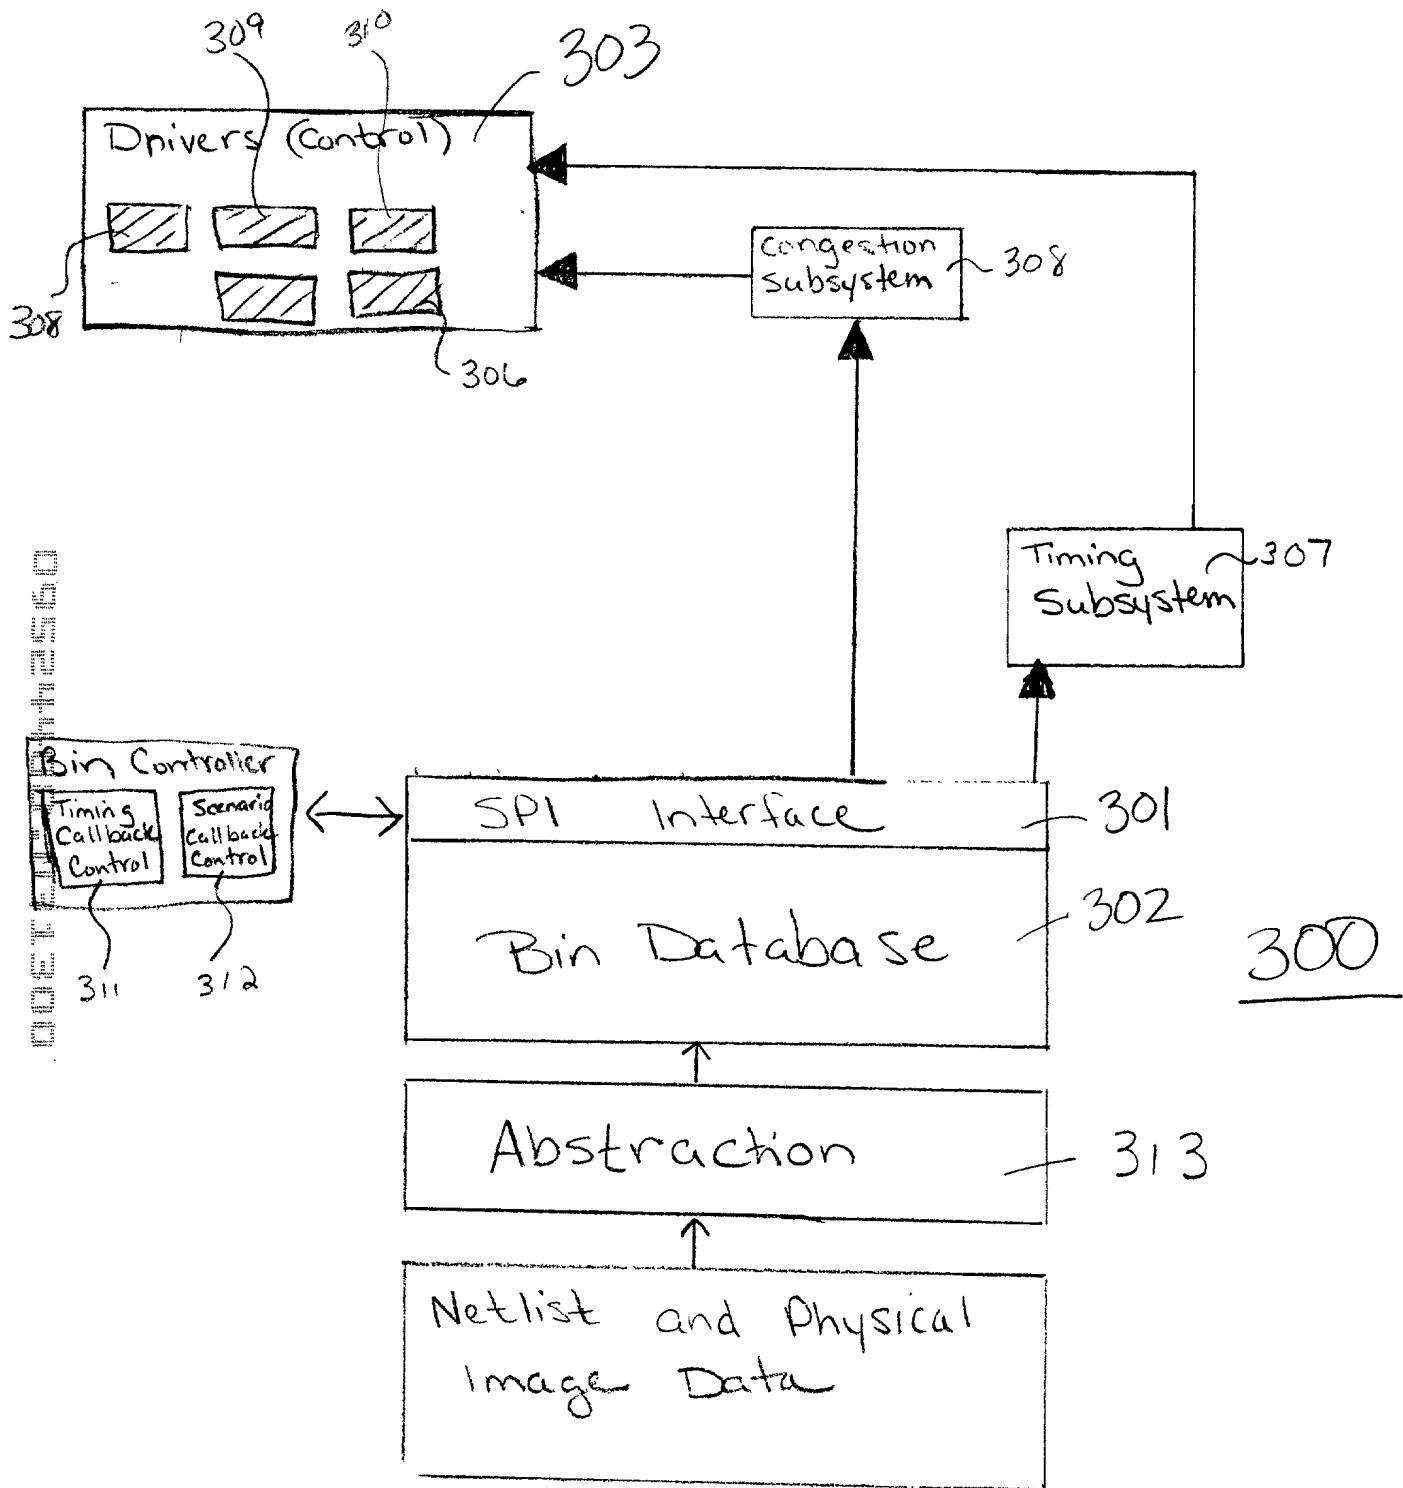 309
310
303
Drivers (Control)
308
306
Congestion
Subsystem
308
Timing
Subsystem
307
Bin Controller
Timing
Callback
Control
Scenario
Callback
Control
311
312
SPI Interface
301
Bin Database
302
300
Abstraction
313
Netlist and Physical
Image Data